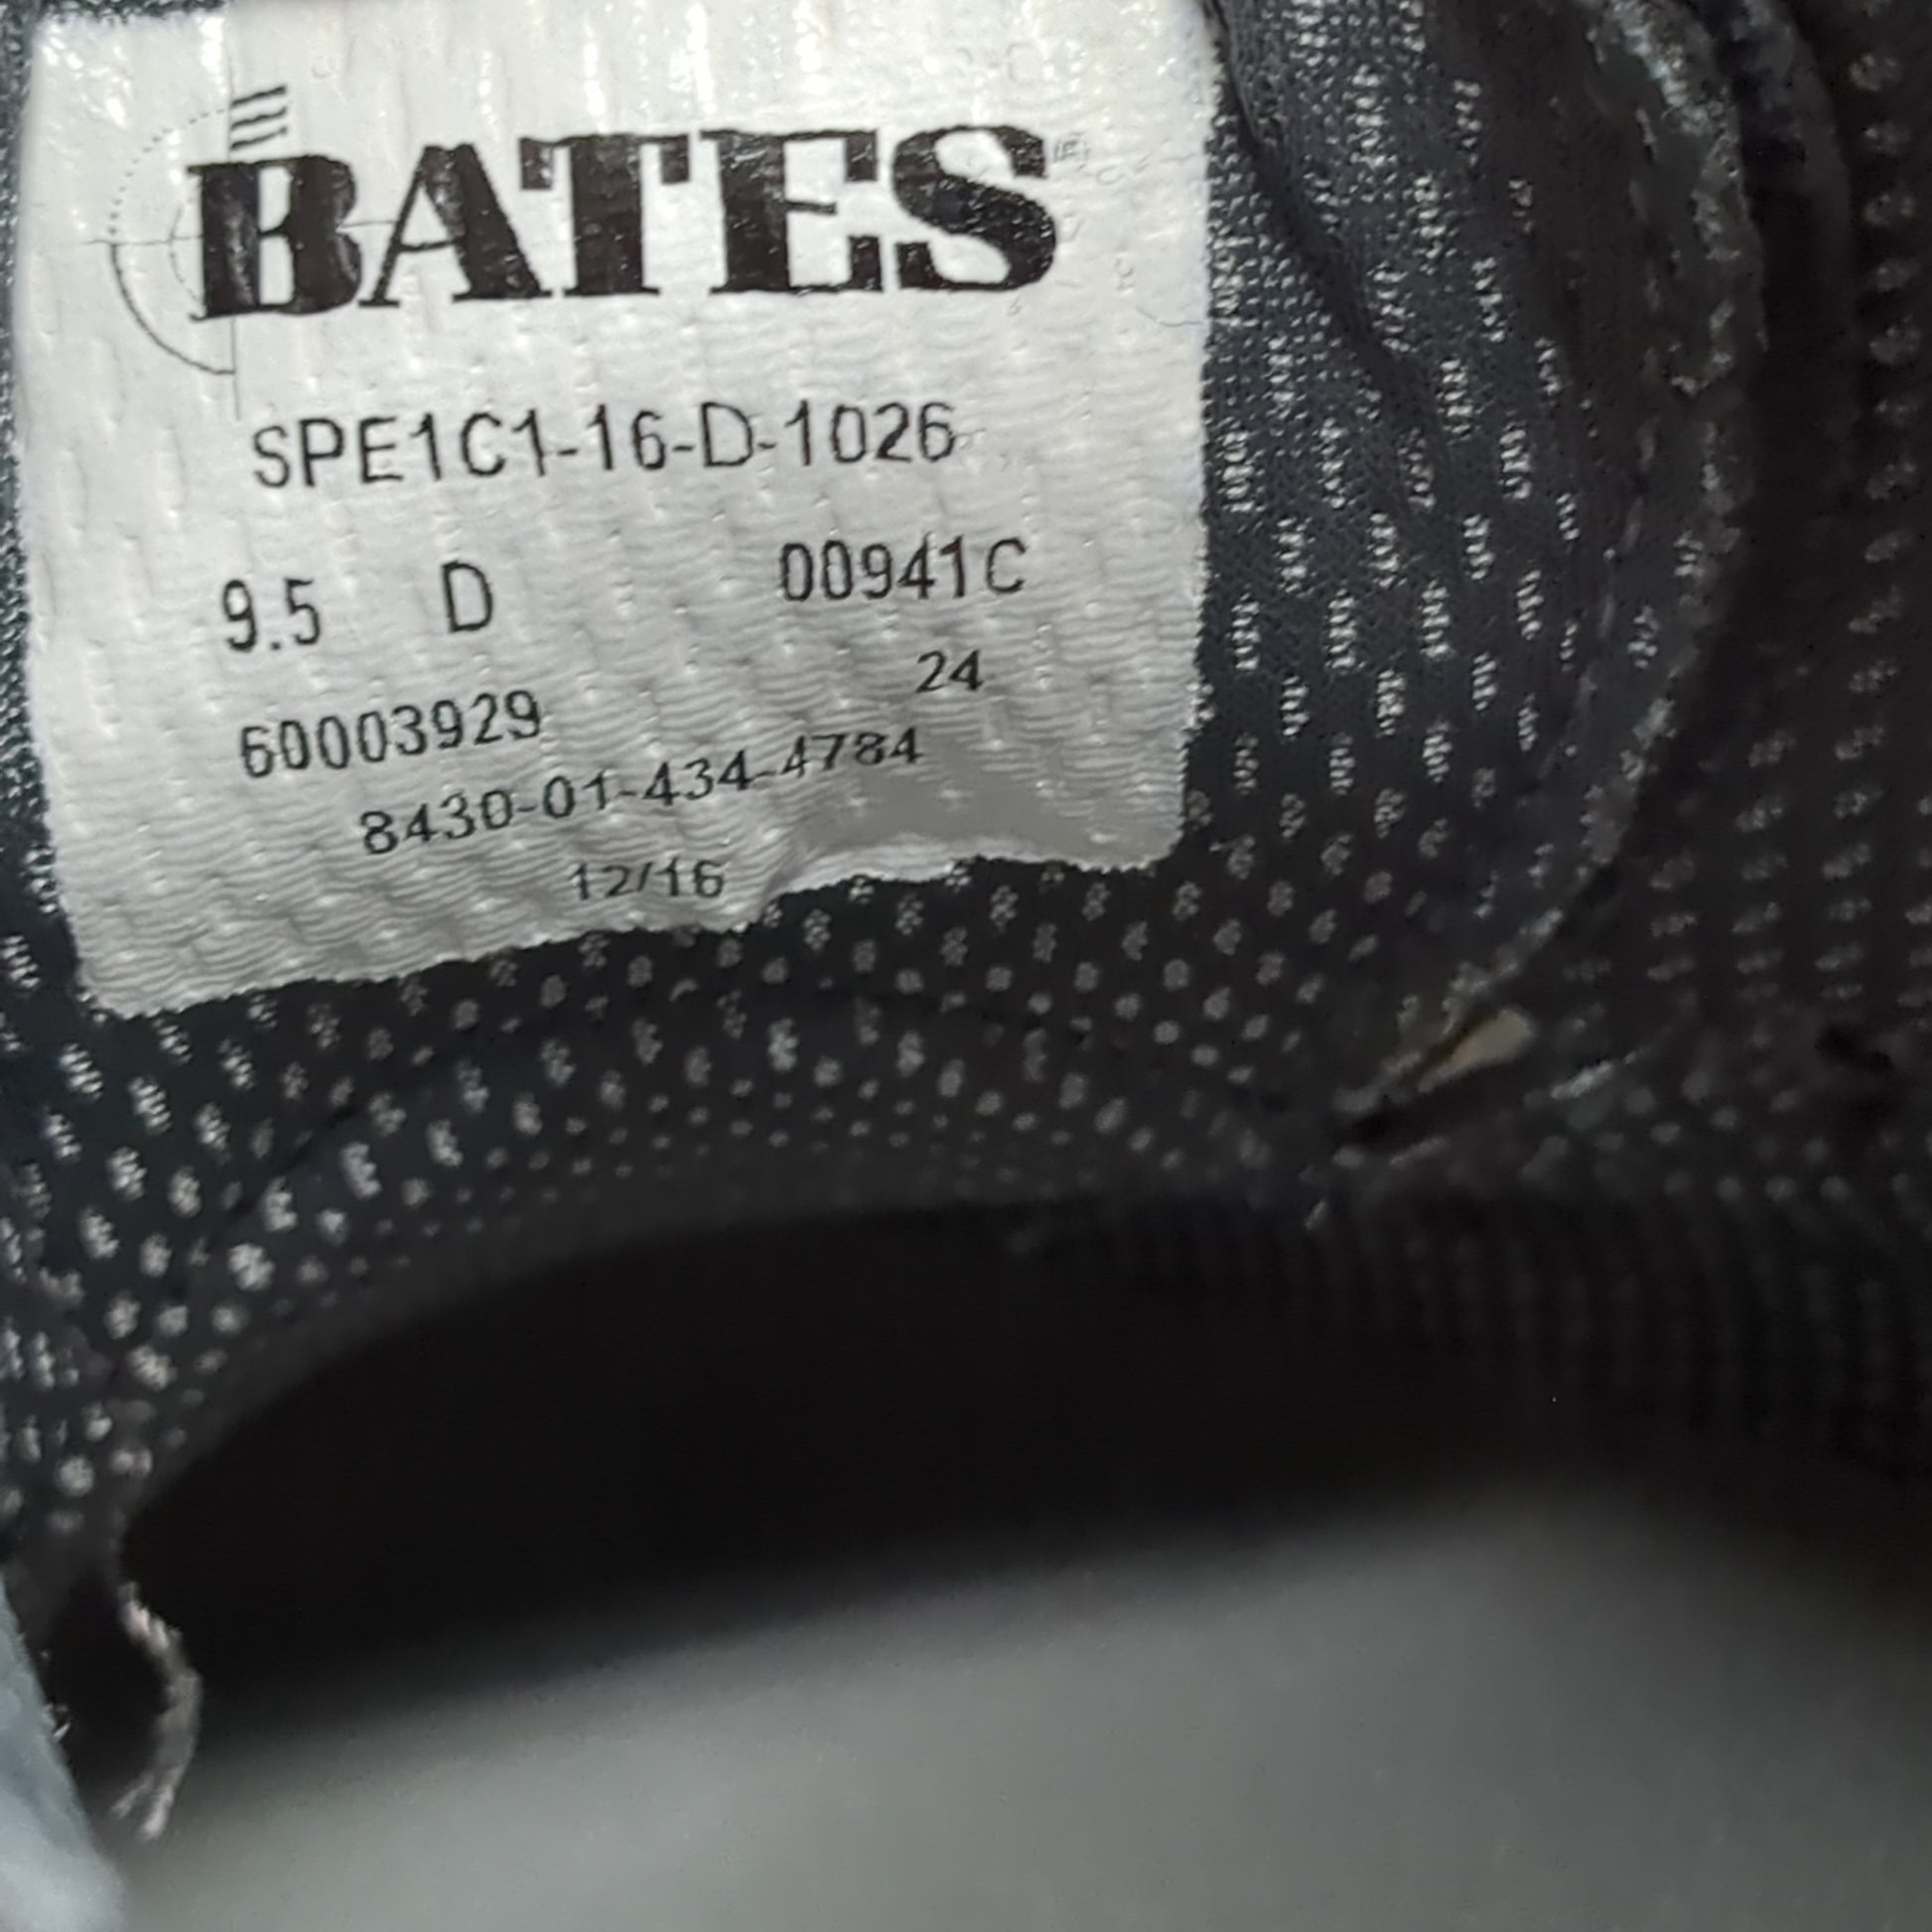 BATES
SPE1C1-16-D-1026
9.5 D 00941C
24
60003929
8430-01-434-4784
12/16